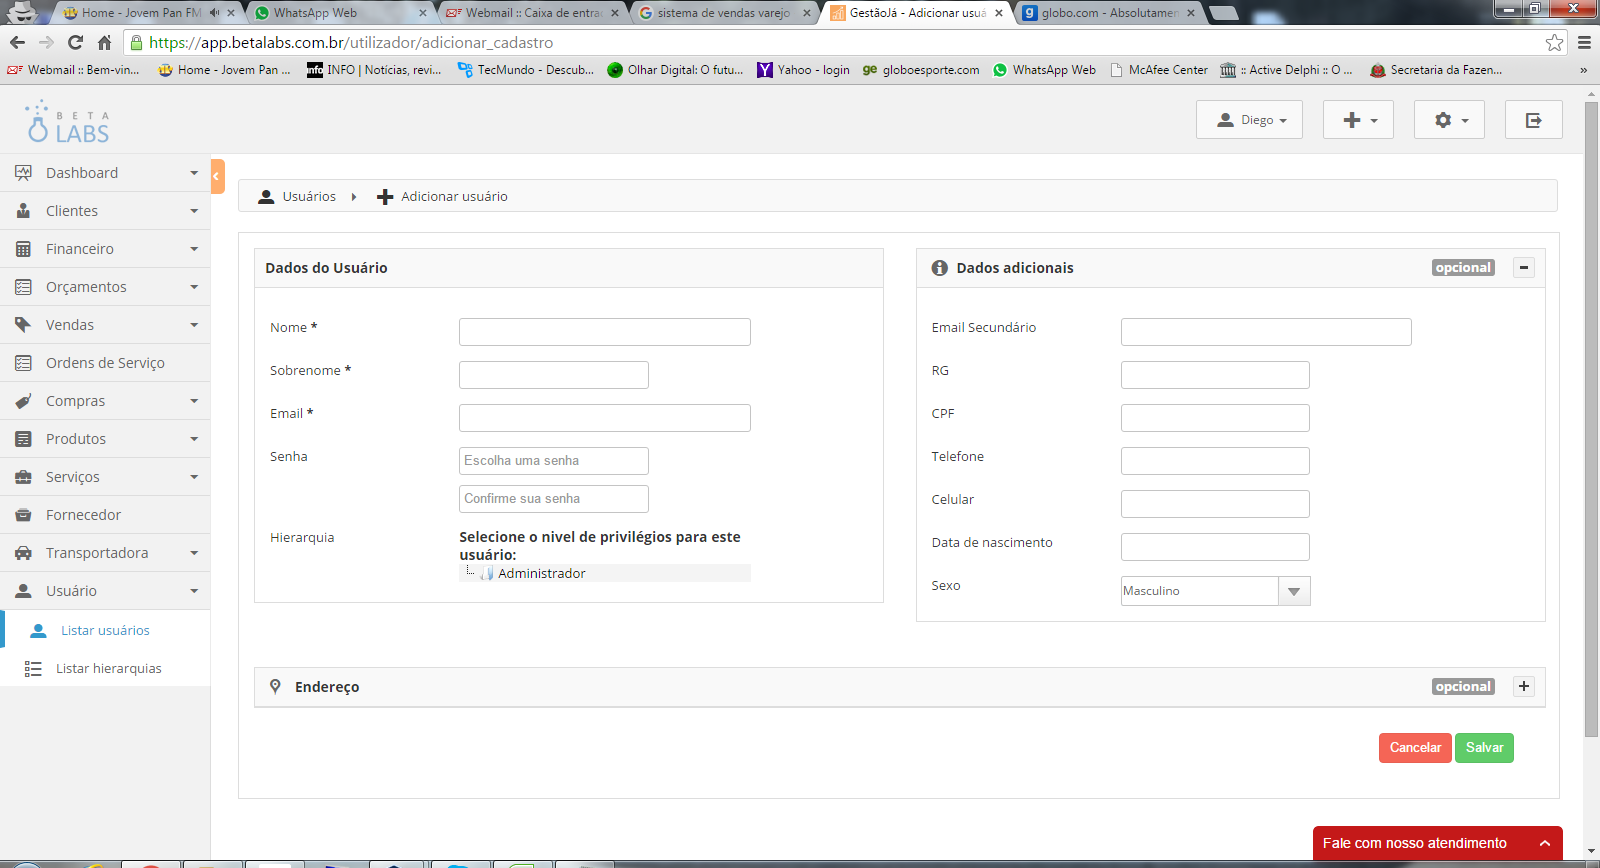 Home - Jovem Pan FM
WhatsApp Web
Webmail :: Caixa de entra
sistema de vendas varejo
GestãoJá - Adicionar usuá
globo.com - Absolutamen
https://app.betalabs.com.br/utilizador/adicionar_cadastro
Webmail :: Bem-vin...
Home - Jovem Pan ...
info INFO | Notícias, revi...
TecMundo - Descub...
Olhar Digital: O futu...
Yahoo - login
ge globoesporte.com
WhatsApp Web
McAfee Center
:: Active Delphi :: O ...
Secretaria da Fazen...
»
BETA
LABS
Diego
Dashboard
Clientes
Financeiro
Orçamentos
Vendas
Ordens de Serviço
Compras
Produtos
Serviços
Fornecedor
Transportadora
Usuário
Listar usuários
Listar hierarquias
Usuários
Adicionar usuário
Dados do Usuário
Nome *
Sobrenome *
Email *
Senha
Escolha uma senha
Confirme sua senha
Hierarquia
Selecione o nivel de privilégios para este
usuário:
Administrador
Dados adicionais
opcional
Email Secundário
RG
CPF
Telefone
Celular
Data de nascimento
Sexo
Masculino
Endereço
opcional
Cancelar
Salvar
Fale com nosso atendimento